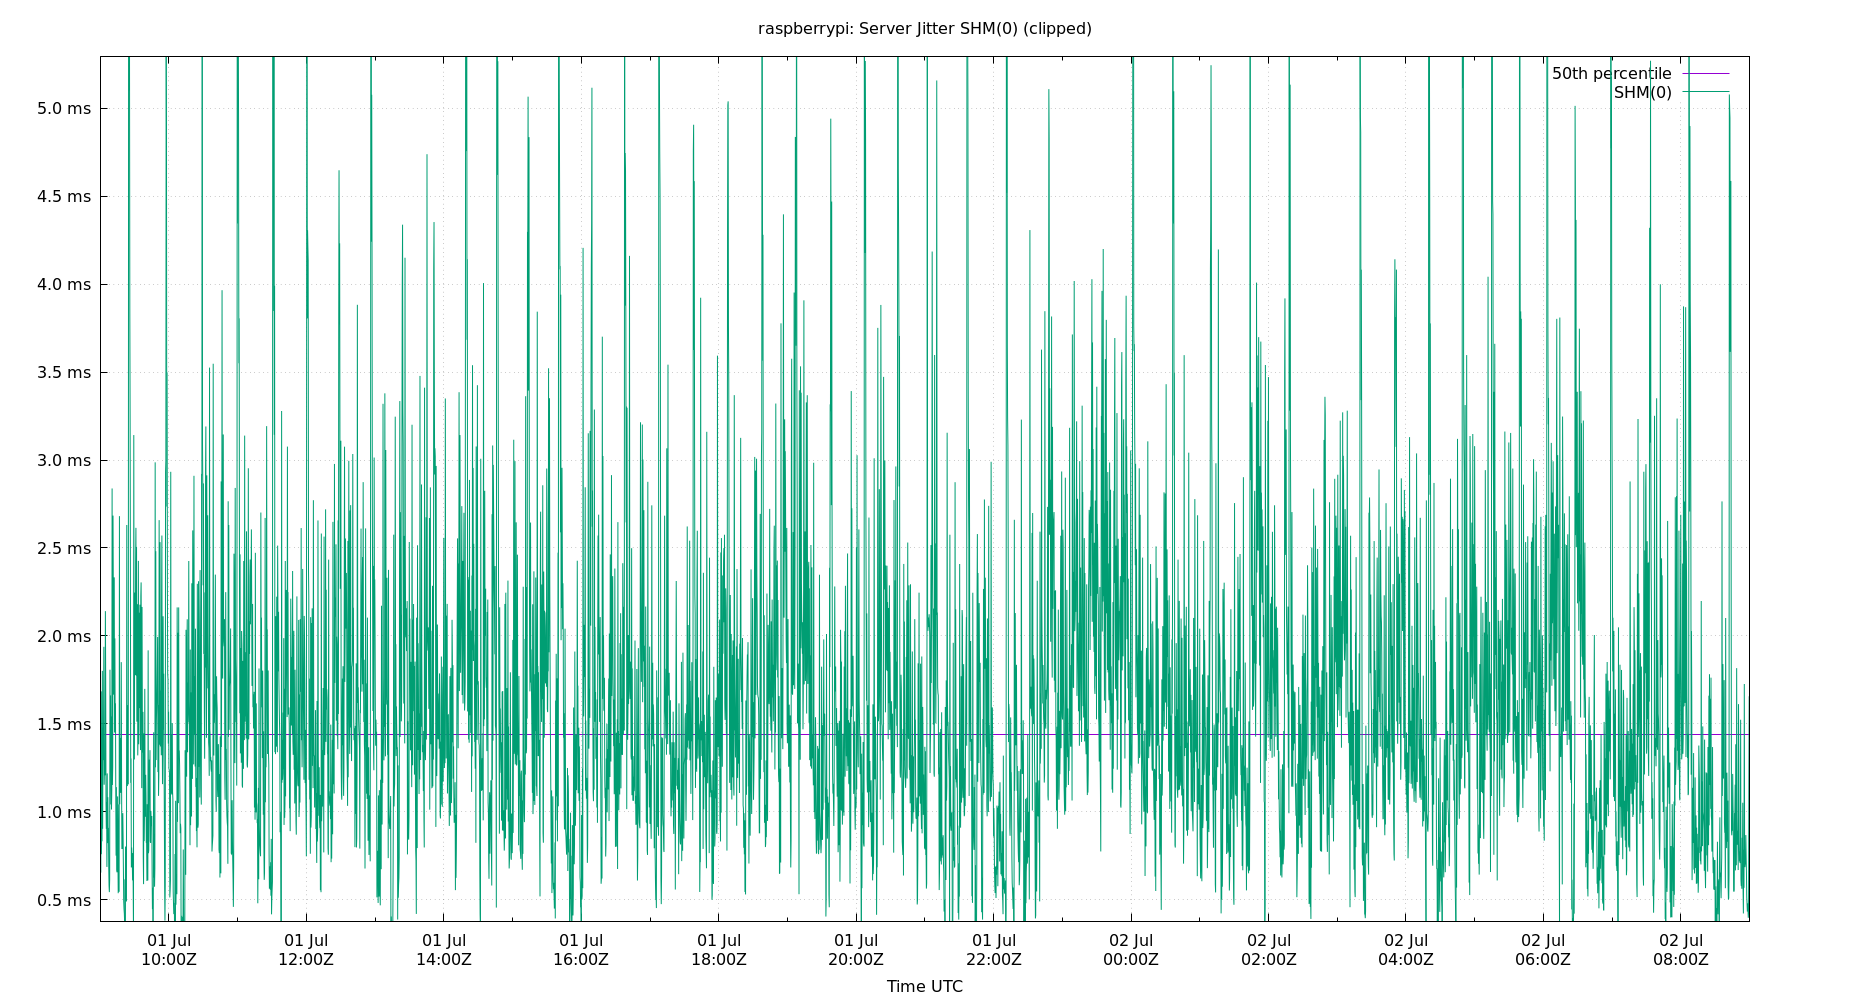 raspberrypi: Server Jitter SHM(0) (clipped)
50th percentile
SHM(0)
5.0 ms
4.5 ms
4.0 ms
3.5 ms
3.0 ms
2.5 ms
2.0 ms
1.5 ms
1.0 ms
0.5 ms
01 Jul 01 Jul 01 Jul 01 Jul 01 Jul 01 Jul 01 Jul 02 Jul 02 Jul 02 Jul 02 Jul 02 Jul
10:00Z 12:00Z 14:00Z 16:00Z 18:00Z 20:00Z 22:00Z 00:00Z 02:00Z 04:00Z 06:00Z 08:00Z
Time UTC